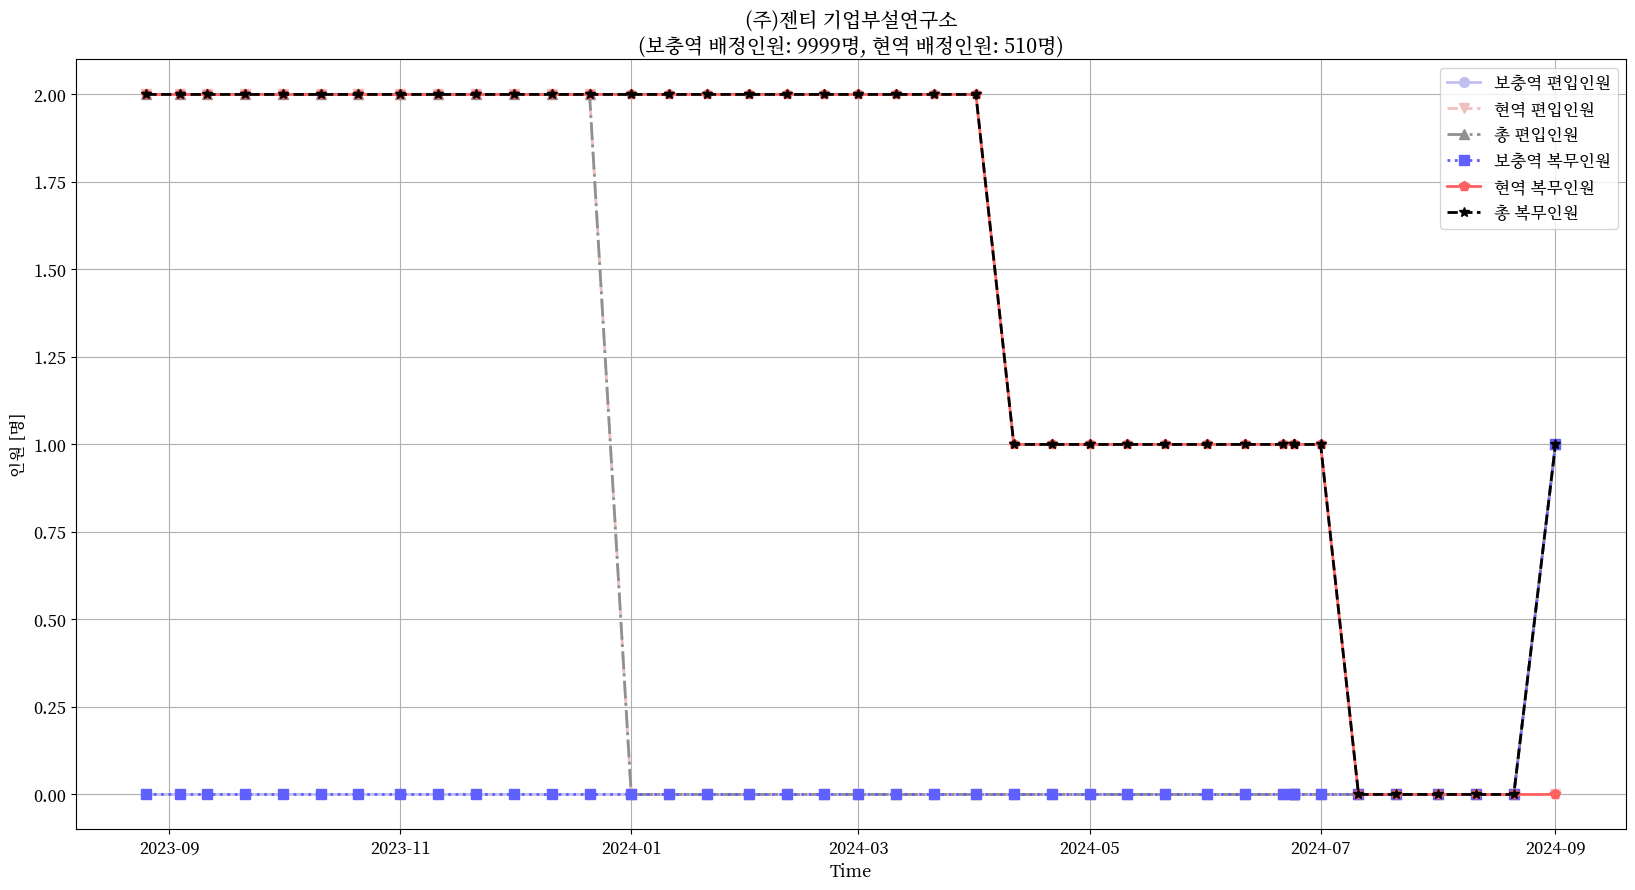 (주)젠티 기업부설연구소
(보충역 배정인원: 9999명, 현역 배정인원: 510명)
보충역 편입인원
현역 편입인원
총 편입인원
보충역 복무인원
현역 복무인원
총 복무인원
인원 [명]
2.00
1.75
1.50
1.25
1.00
0.75
0.50
0.25
0.00
2023-09
2023-11
2024-01
2024-03
2024-05
2024-07
2024-09
Time